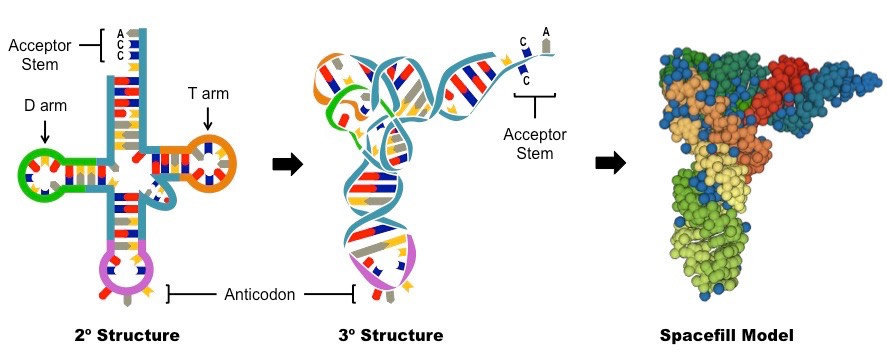 A
C
C
Acceptor
Stem
D arm
T arm
C
A
C
Acceptor
Stem
Anticodon
2º Structure
3º Structure
Spacefill Model